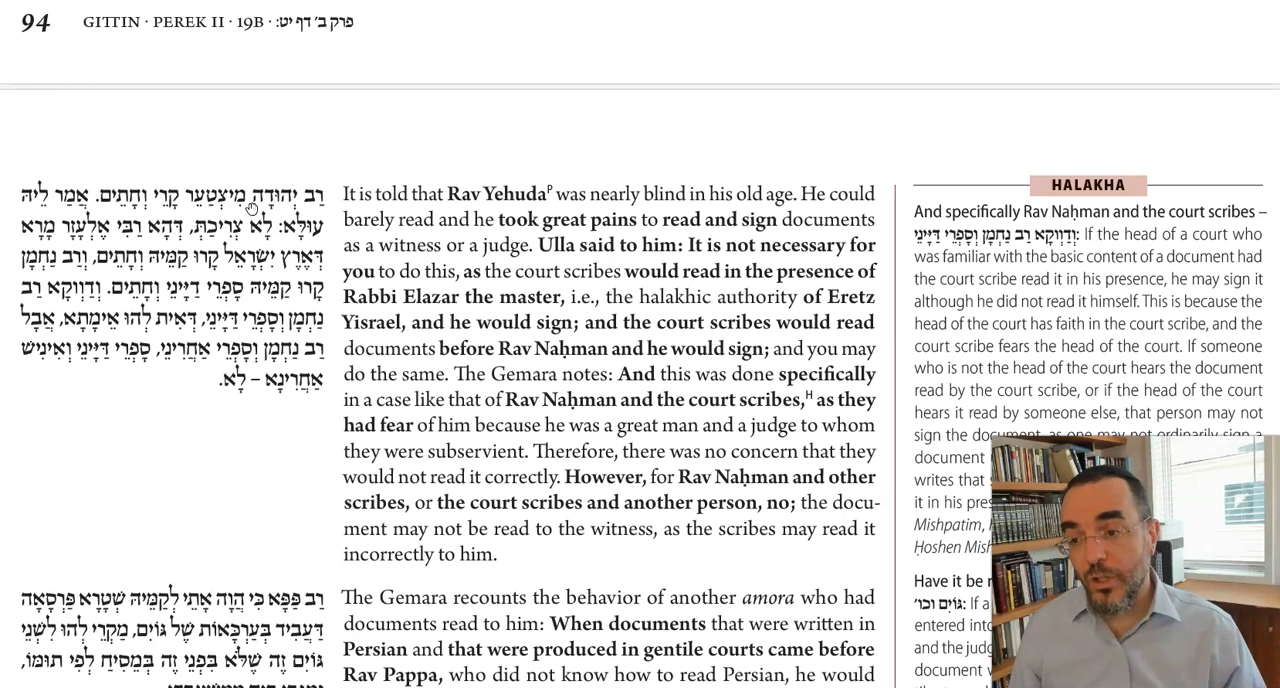 94 GITTIN · PEREK II · 19B · פרק ב׳ דף יט:
רַב יְהוּדָה מִיצְטַעֵר קָרֵי וְחָתֵים. אֲמַר לֵיהּ
עוּלָּא: לָא צְרִיכַתְּ, דְּהָא רַבִּי אֶלְעָזָר מָרָא
דְּאֶרֶץ יִשְׂרָאֵל קָרוּ קַמֵּיהּ וְחָתֵים, וְרַב נַחְמָן
קָרוּ קַמֵּיהּ סָפְרֵי דַּיָּינֵי וְחָתֵים. וְדַוְוקָא רַב
נַחְמָן וְסָפְרֵי דַּיָּינֵי, דְּאִית לְהוּ אֵימְתָא, אֲבָל
רַב נַחְמָן וְסָפְרֵי אַחֲרִינֵי, סָפְרֵי דַּיָּינֵי וְאִינִישׁ
אַחֲרִינָא – לָא.
רַב פַּפָּא כִּי הֲוָה אָתֵי לְקַמֵּיהּ שְׁטָרָא פָּרְסָאָה
דַּעֲבִיד בְּעַרְכָּאוֹת שֶׁל גּוֹיִם, מַקְרֵי לְהוּ לִשְׁנֵי
גּוֹיִם זֶה שֶׁלֹּא בִּפְנֵי זֶה בְּמֵסִיחַ לְפִי תּוּמּוֹ,
It is told that Rav Yehudaᴾ was nearly blind in his old age. He could
barely read and he took great pains to read and sign documents
as a witness or a judge. Ulla said to him: It is not necessary for
you to do this, as the court scribes would read in the presence of
Rabbi Elazar the master, i.e., the halakhic authority of Eretz
Yisrael, and he would sign; and the court scribes would read
documents before Rav Naḥman and he would sign; and you may
do the same. The Gemara notes: And this was done specifically
in a case like that of Rav Naḥman and the court scribes,ᴴ as they
had fear of him because he was a great man and a judge to whom
they were subservient. Therefore, there was no concern that they
would not read it correctly. However, for Rav Naḥman and other
scribes, or the court scribes and another person, no; the docu-
ment may not be read to the witness, as the scribes may read it
incorrectly to him.
The Gemara recounts the behavior of another amora who had
documents read to him: When documents that were written in
Persian and that were produced in gentile courts came before
Rav Pappa, who did not know how to read Persian, he would
HALAKHA
And specifically Rav Naḥman and the court scribes –
וְדַוְוקָא רַב נַחְמָן וְסָפְרֵי דַּיָּינֵי: If the head of a court who
was familiar with the basic content of a document had
the court scribe read it in his presence, he may sign it
although he did not read it himself. This is because the
head of the court has faith in the court scribe, and the
court scribe fears the head of the court. If someone
who is not the head of the court hears the document
read by the court scribe, or if the head of the court
hears it read by someone else, that person may not
sign the document, as one may not ordinarily sign a
document
writes that
it in his pres
Mishpatim,
Ḥoshen Mish
Have it be r
גּוֹיִם וכו׳: If a
entered into
and the judg
document